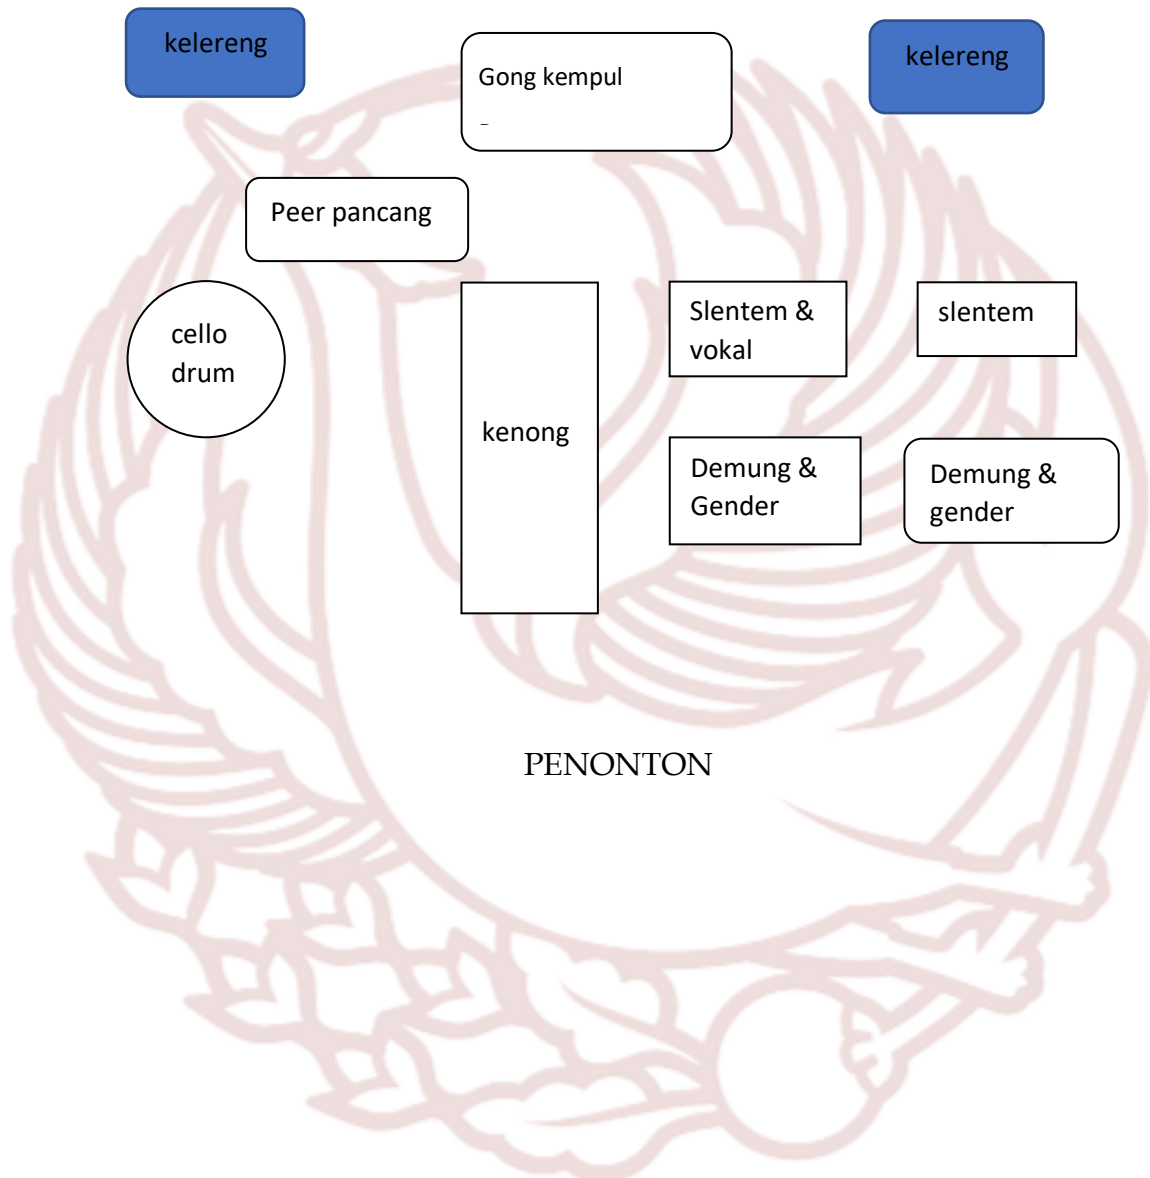 kelereng
Gong kempul
kelereng
Peer pancang
cello
drum
kenong
Slentem &
vokal
slentem
Demung &
Gender
Demung &
gender
PENONTON